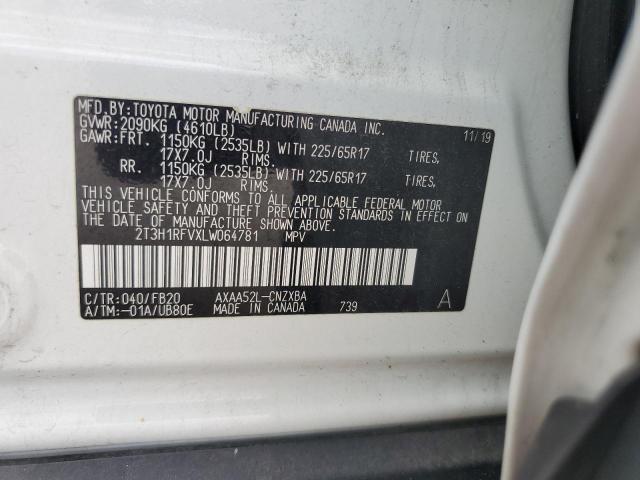 MFD.BY:TOYOTA MOTOR MANUFACTURING CANADA INC.
GVWR:2090KG (4610LB) 11/19
GAWR:FRT. 1150KG (2535LB) WITH 225/65R17 TIRES,
17X7.0J RIMS.
RR. 1150KG (2535LB) WITH 225/65R17 TIRES,
17X7.0J RIMS.
THIS VEHICLE CONFORMS TO ALL APPLICABLE FEDERAL MOTOR
VEHICLE SAFETY AND THEFT PREVENTION STANDARDS IN EFFECT ON
THE DATE OF MANUFACTURE SHOWN ABOVE.
2T3H1RFVXLW064781 MPV
C/TR:040/FB20 AXAA52L-CNZXBA
A/TM:-01A/UB80E MADE IN CANADA 739 A